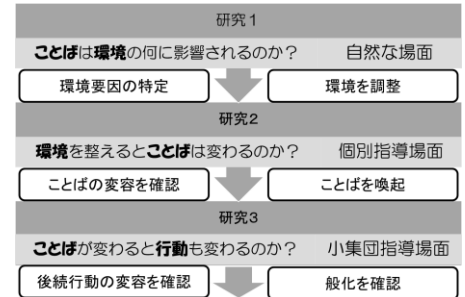 研究1
ことばは環境の何に影響されるのか? 自然な場面
環境要因の特定 環境を調整
研究2
環境を整えるとことばは変わるのか? 個別指導場面
ことばの変容を確認 ことばを喚起
研究3
ことばが変わると行動も変わるのか? 小集団指導場面
後続行動の変容を確認 般化を確認